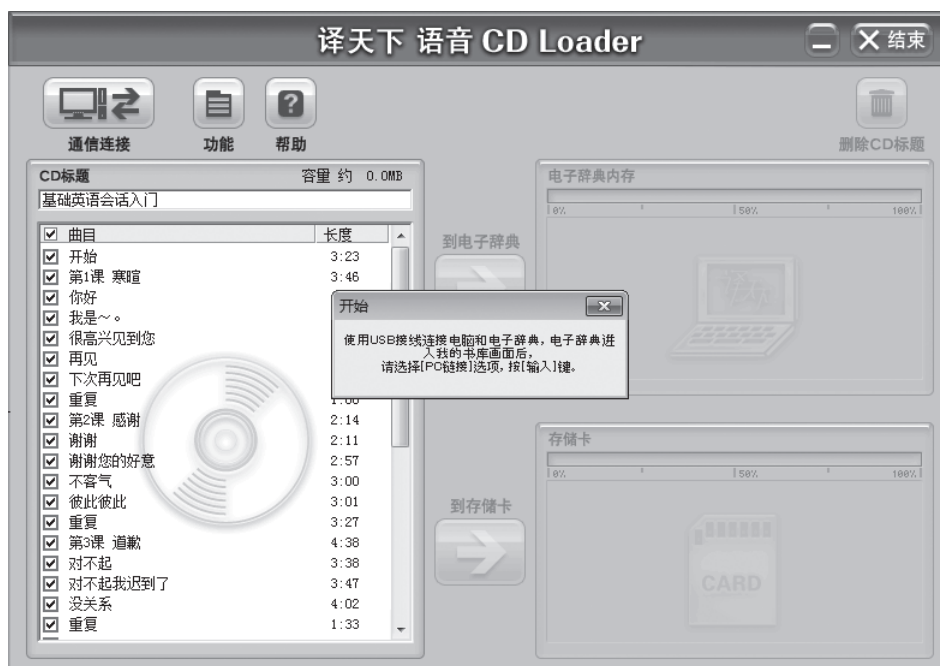 译天下 语音 CD Loader
结束
通信连接 功能 帮助 删除CD标题
CD标题 容量 约 0.0MB
基础英语会话入门
曲目 长度
开始 3:23
第1课 寒暄 3:46
你好
我是～。
很高兴见到您
再见
下次再见吧
重复
第2课 感谢 2:14
谢谢 2:11
谢谢您的好意 2:57
不客气 3:00
彼此彼此 3:01
重复 3:27
第3课 道歉 4:38
对不起 3:38
对不起我迟到了 3:47
没关系 4:02
重复 1:33
到电子辞典
到存储卡
开始
使用USB接线连接电脑和电子辞典，电子辞典进
入我的书库画面后，
请选择[PC链接]选项，按[输入]键。
电子辞典内存
0% 50% 100%
存储卡
0% 50% 100%
CARD